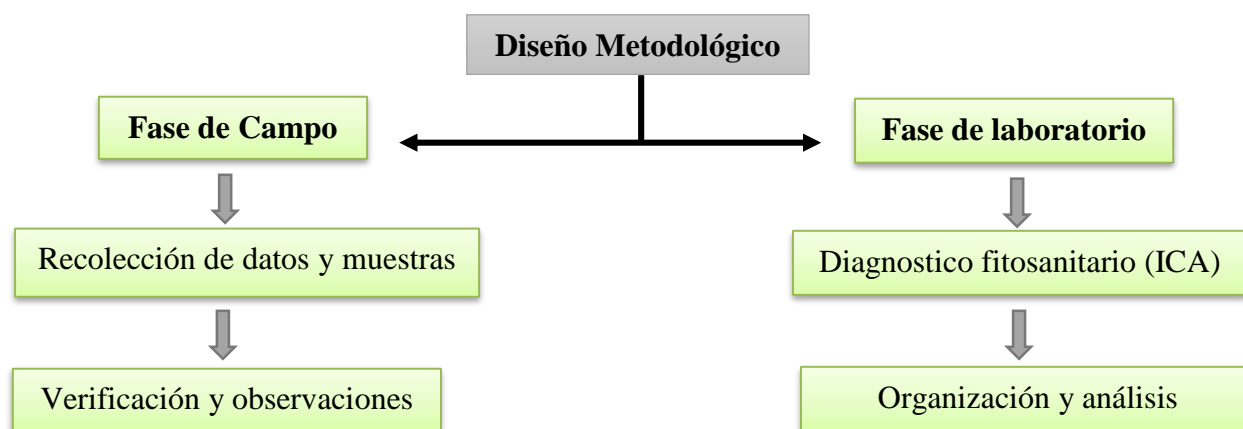 Diseño Metodológico
Fase de Campo
Fase de laboratorio
Recolección de datos y muestras
Diagnostico fitosanitario (ICA)
Verificación y observaciones
Organización y análisis